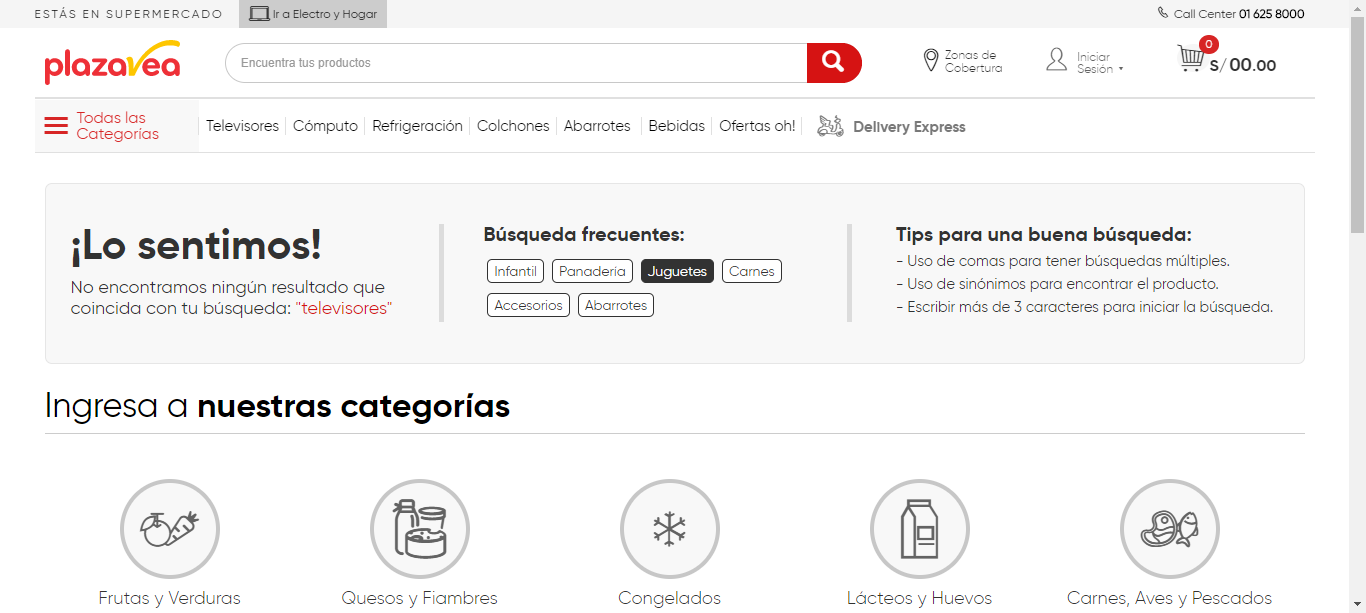 ESTÁS EN SUPERMERCADO
Ir a Electro y Hogar
Call Center 01 625 8000
plazavea
Encuentra tus productos
Zonas de
Cobertura
Iniciar
Sesión
0
S/ 00.00
Todas las
Categorías
Televisores
Cómputo
Refrigeración
Colchones
Abarrotes
Bebidas
Ofertas oh!
Delivery Express
¡Lo sentimos!
No encontramos ningún resultado que
coincida con tu búsqueda: "televisores"
Búsqueda frecuentes:
Infantil
Panadería
Juguetes
Carnes
Accesorios
Abarrotes
Tips para una buena búsqueda:
- Uso de comas para tener búsquedas múltiples.
- Uso de sinónimos para encontrar el producto.
- Escribir más de 3 caracteres para iniciar la búsqueda.
Ingresa a nuestras categorías
Frutas y Verduras
Quesos y Fiambres
Congelados
Lácteos y Huevos
Carnes, Aves y Pescados